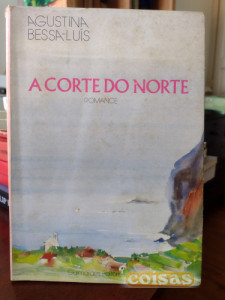 AGUSTINA
BESSA-LUÍS
A CORTE DO NORTE
ROMANCE
coisas